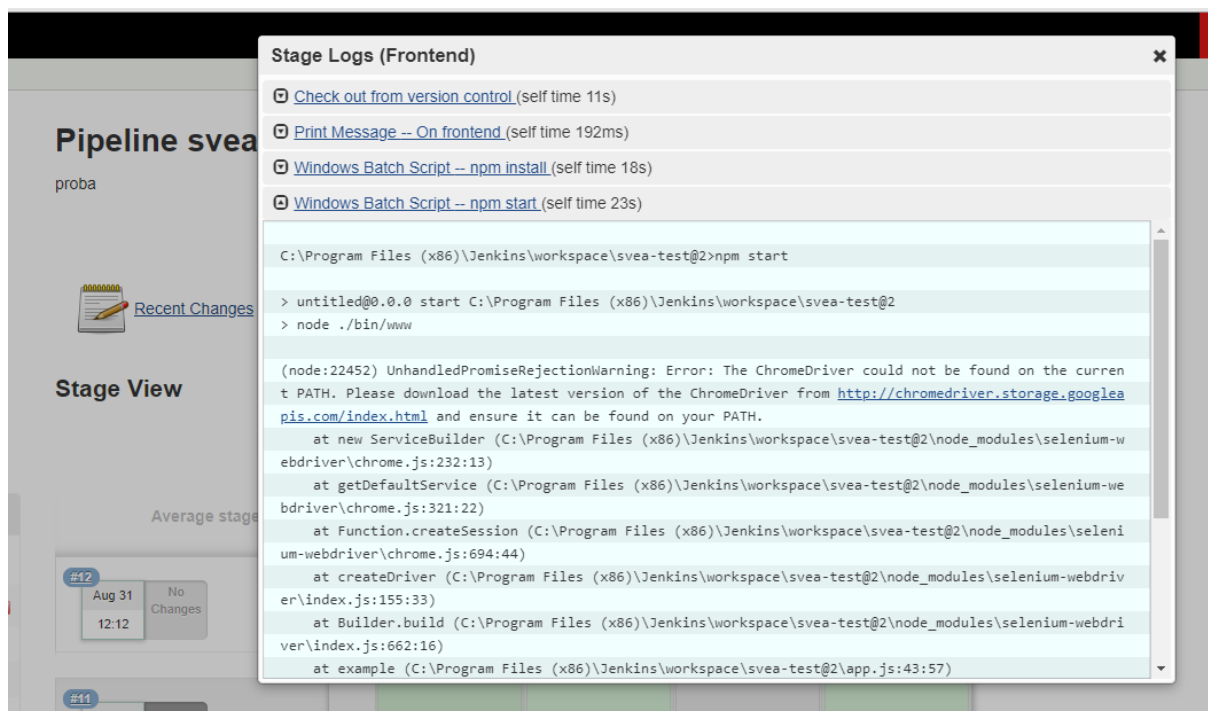 Stage Logs (Frontend)
Check out from version control (self time 11s)
Print Message -- On frontend (self time 192ms)
Windows Batch Script -- npm install (self time 18s)
Windows Batch Script -- npm start (self time 23s)
C:\Program Files (x86)\Jenkins\workspace\svea-test@2>npm start
> untitled@0.0.0 start C:\Program Files (x86)\Jenkins\workspace\svea-test@2
> node ./bin/www
(node:22452) UnhandledPromiseRejectionWarning: Error: The ChromeDriver could not be found on the curren
t PATH. Please download the latest version of the ChromeDriver from http://chromedriver.storage.googlea
pis.com/index.html and ensure it can be found on your PATH.
at new ServiceBuilder (C:\Program Files (x86)\Jenkins\workspace\svea-test@2\node_modules\selenium-w
ebdriver\chrome.js:232:13)
at getDefaultService (C:\Program Files (x86)\Jenkins\workspace\svea-test@2\node_modules\selenium-we
bdriver\chrome.js:321:22)
at Function.createSession (C:\Program Files (x86)\Jenkins\workspace\svea-test@2\node_modules\seleni
um-webdriver\chrome.js:694:44)
at createDriver (C:\Program Files (x86)\Jenkins\workspace\svea-test@2\node_modules\selenium-webdriv
er\index.js:155:33)
at Builder.build (C:\Program Files (x86)\Jenkins\workspace\svea-test@2\node_modules\selenium-webdri
ver\index.js:662:16)
at example (C:\Program Files (x86)\Jenkins\workspace\svea-test@2\app.js:43:57)
Pipeline svea
proba
Recent Changes
Stage View
Average stage
#12
Aug 31
12:12
No
Changes
#11